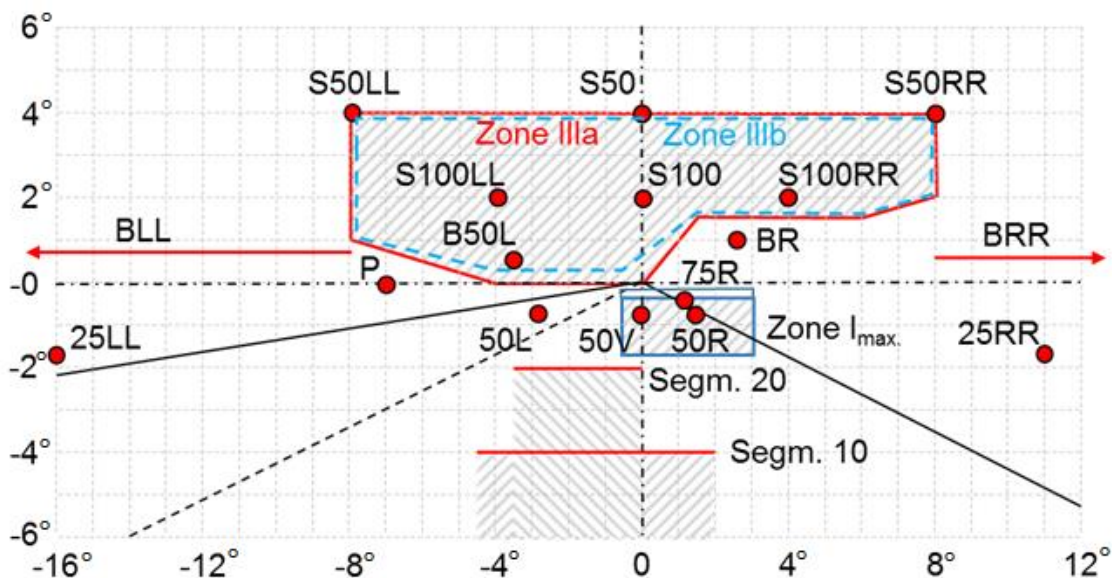 6°
S50LL
S50
S50RR
4°
Zone IIIa
Zone IIIb
S100LL
S100
S100RR
2°
BLL
B50L
BR
BRR
P
75R
-0
25LL
50L
50V
50R
Zone Imax.
25RR
-2°
Segm. 20
-4°
Segm. 10
-6°
-16° -12° -8° -4° 0° 4° 8° 12°